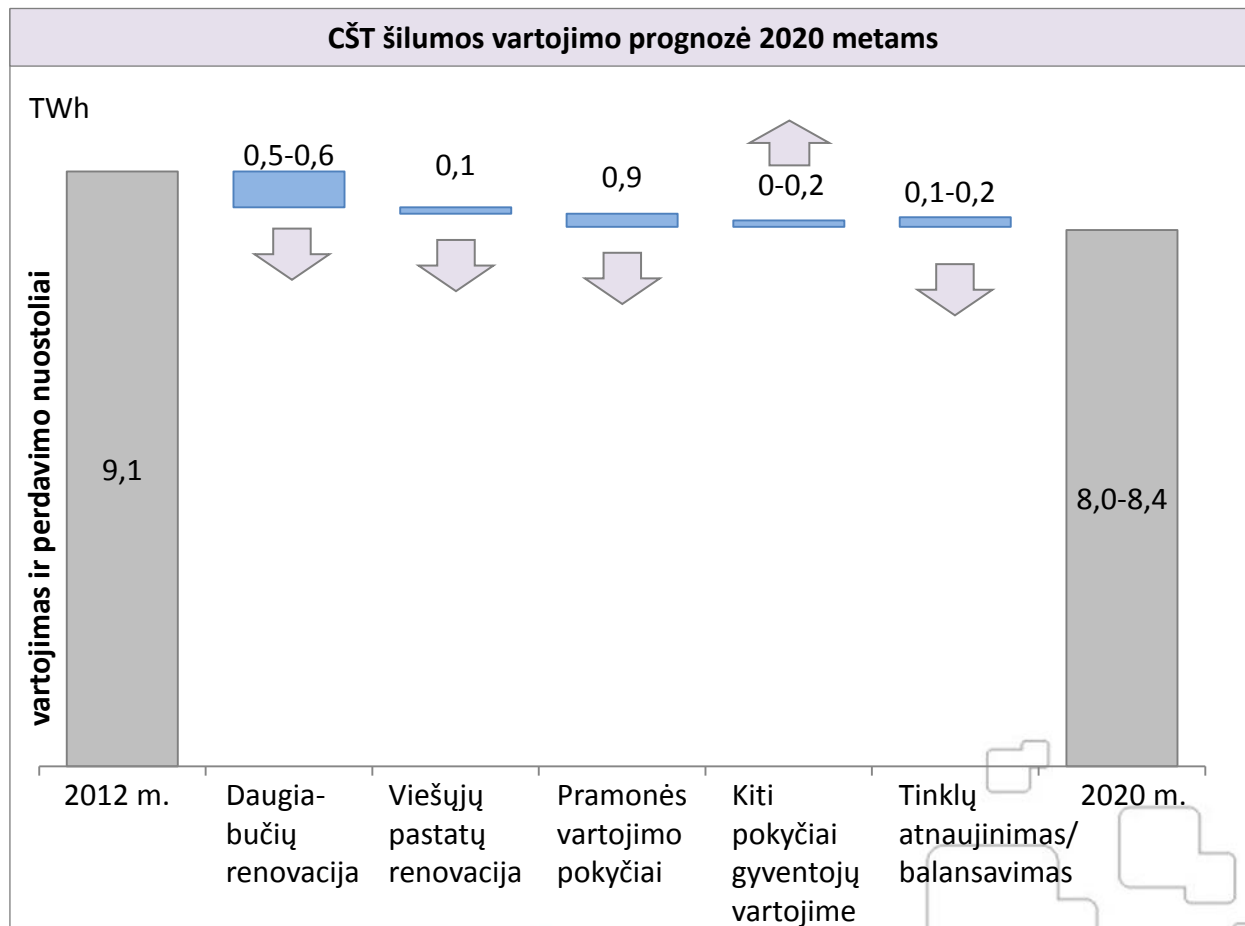 CŠT šilumos vartojimo prognozė 2020 metams
TWh
vartojimas ir perdavimo nuostoliai
9,1
0,5-0,6
0,1
0,9
0-0,2
0,1-0,2
8,0-8,4
2012 m.
Daugia-
bučių
renovacija
Viešųjų
pastatų
renovacija
Pramonės
vartojimo
pokyčiai
Kiti
pokyčiai
gyventojų
vartojime
Tinklų
atnaujinimas/
balansavimas
2020 m.